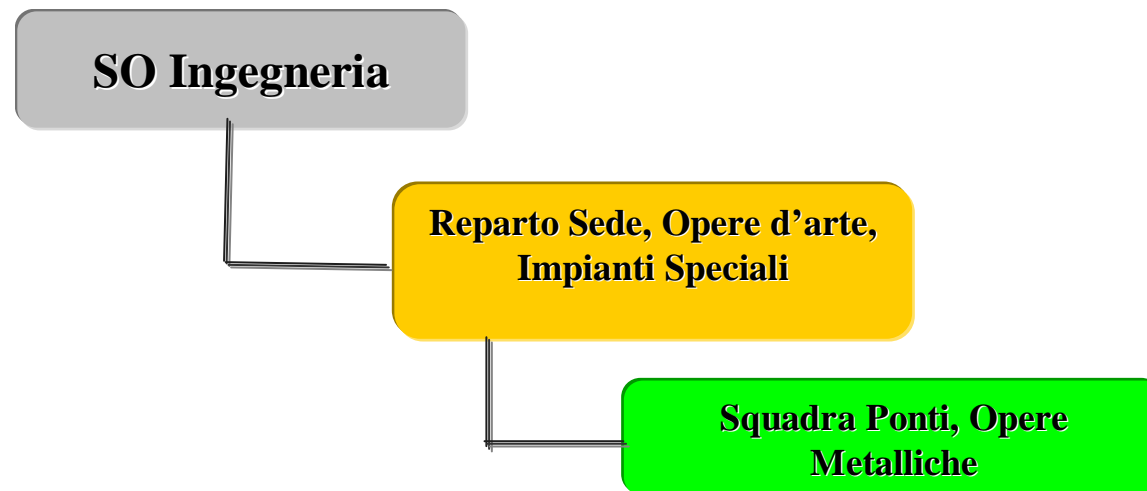 SO Ingegneria
Reparto Sede, Opere d’arte,
Impianti Speciali
Squadra Ponti, Opere
Metalliche